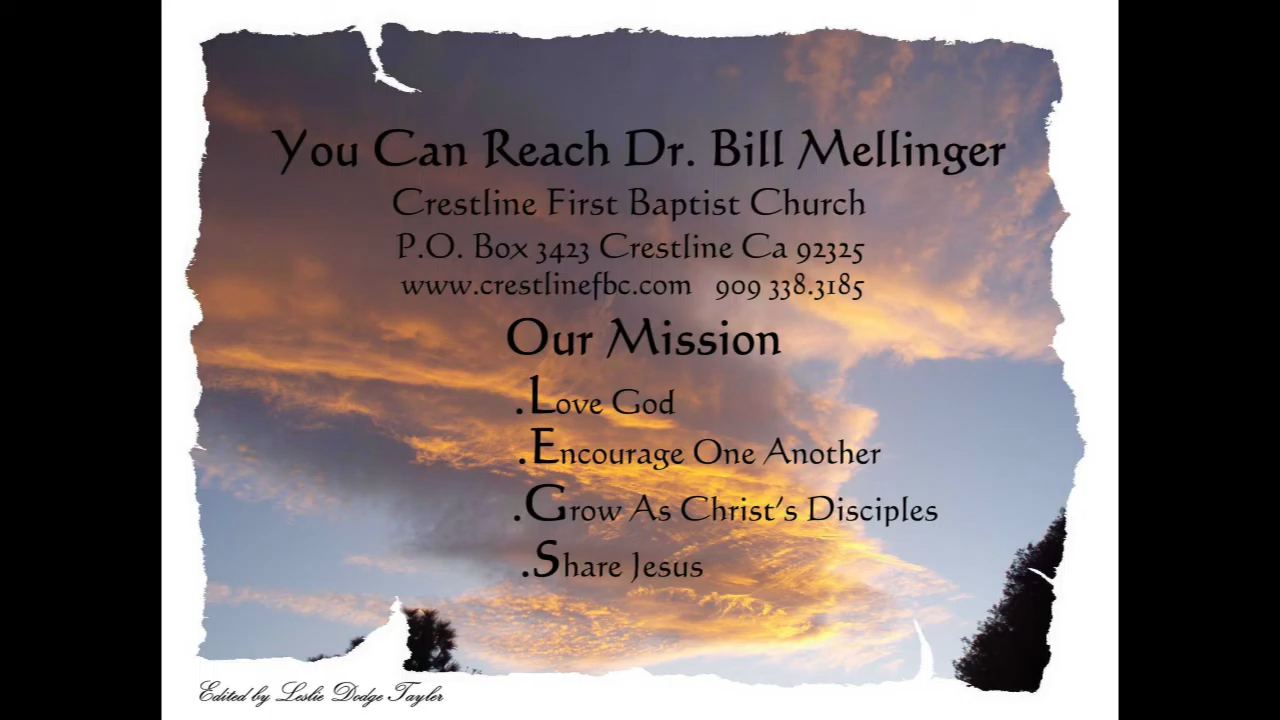 You Can Reach Dr. Bill Mellinger
Crestline First Baptist Church
P.O. Box 3423 Crestline Ca 92325
www.crestlinefbc.com 909 338.3185
Our Mission
.Love God
.Encourage One Another
.Grow As Christ's Disciples
.Share Jesus
Edited by Leslie Dodge Taylor